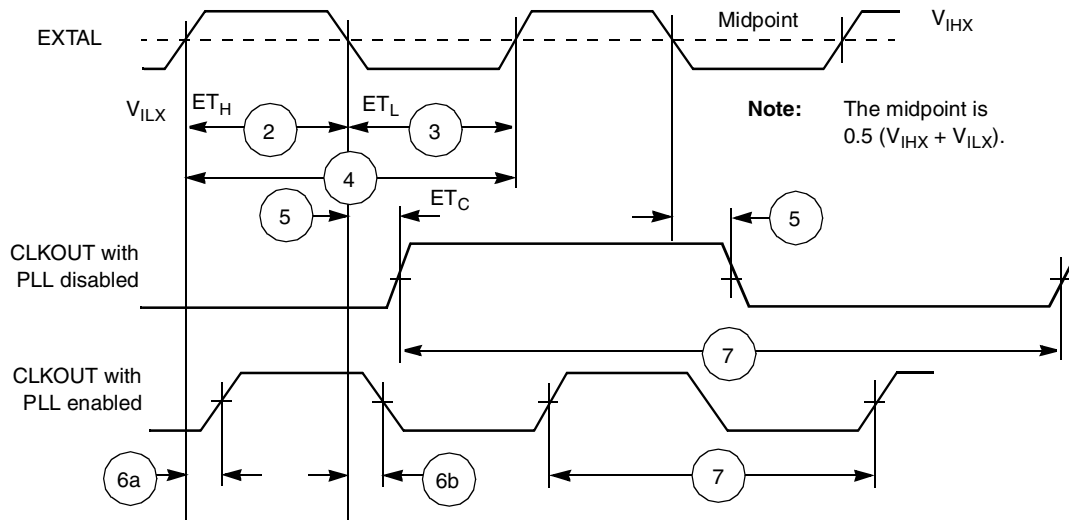 EXTAL
Midpoint
V_IHX
V_ILX
ET_H
2
ET_L
3
Note: The midpoint is
0.5 (V_IHX + V_ILX).
4
5
ET_C
5
CLKOUT with
PLL disabled
7
CLKOUT with
PLL enabled
6a
6b
7